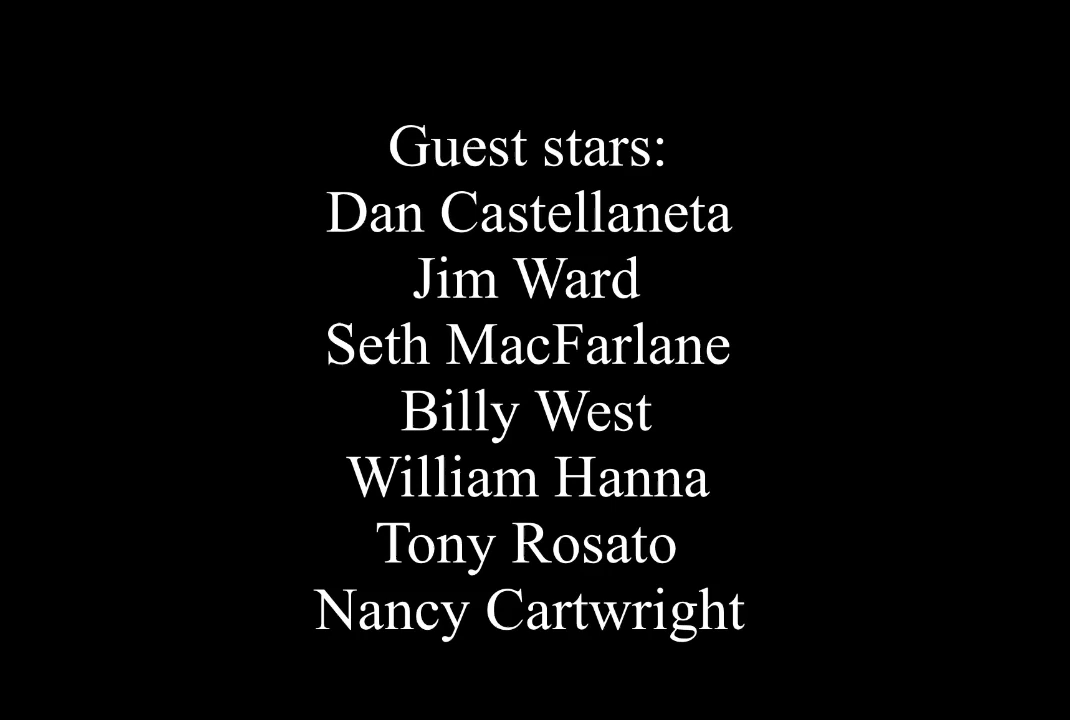 Guest stars:
Dan Castellaneta
Jim Ward
Seth MacFarlane
Billy West
William Hanna
Tony Rosato
Nancy Cartwright